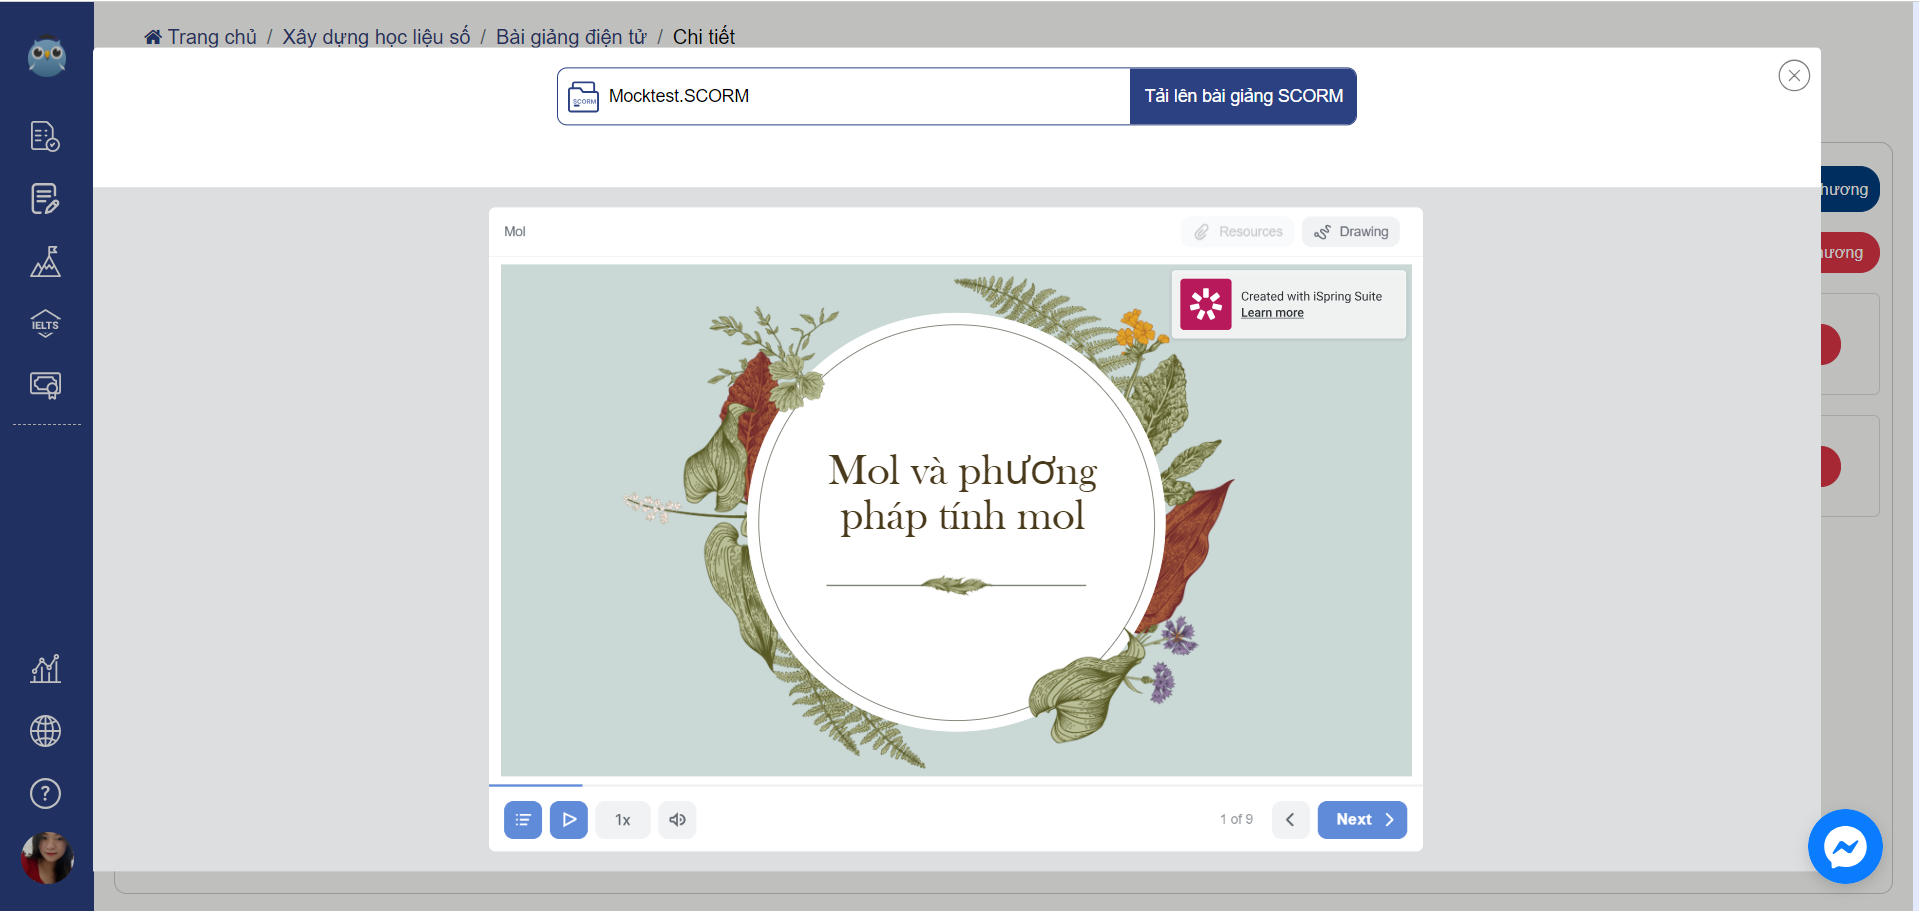 Trang chủ / Xây dựng học liệu số / Bài giảng điện tử / Chi tiết
SCORM
Mocktest.SCORM
Tải lên bài giảng SCORM
hương
ương
IELTS
Mol
Resources
Drawing
Created with iSpring Suite
Learn more
Mol và phương
pháp tính mol
?
1x
1 of 9
Next